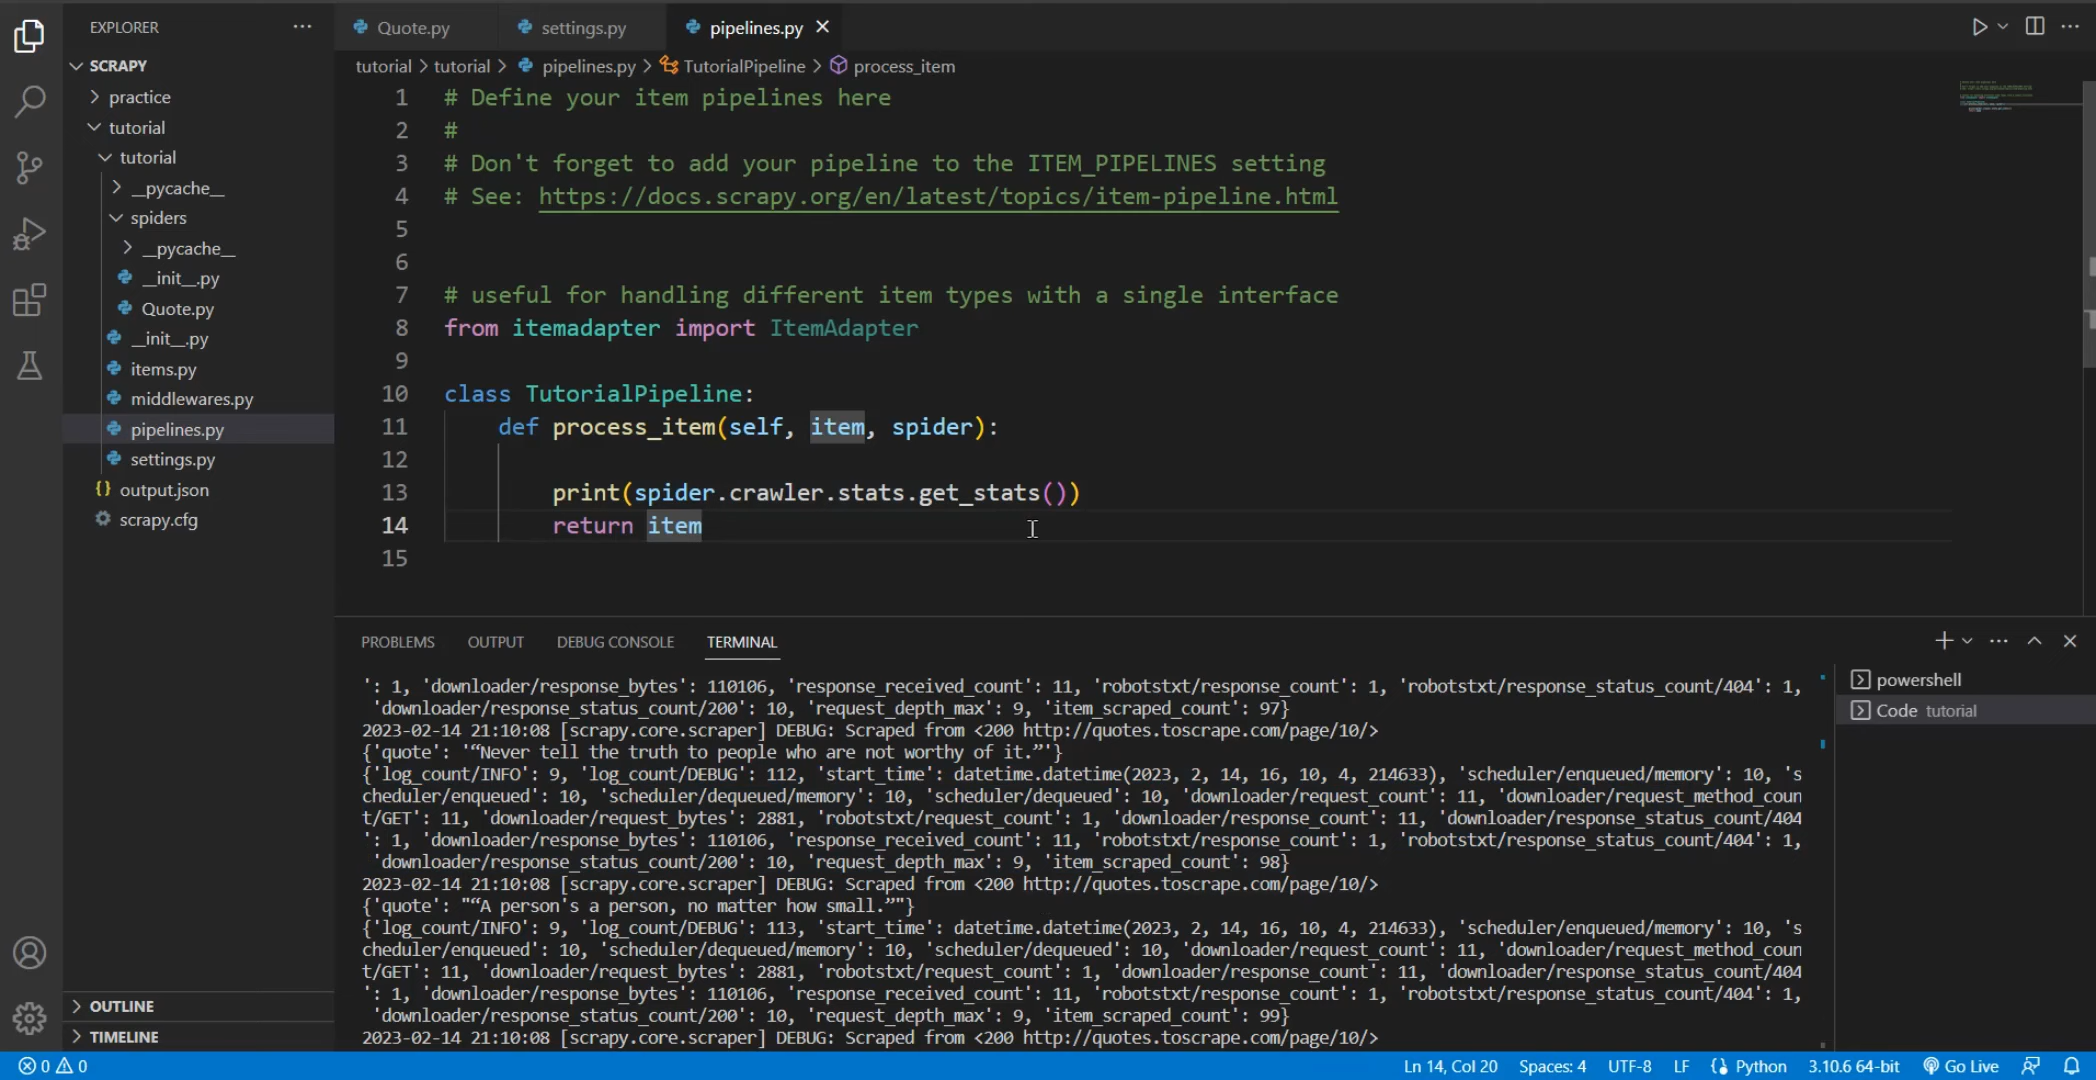 EXPLORER
SCRAPY
practice
tutorial
tutorial
__pycache__
spiders
__pycache__
__init__.py
Quote.py
__init__.py
items.py
middlewares.py
pipelines.py
settings.py
output.json
scrapy.cfg
OUTLINE
TIMELINE
Quote.py settings.py pipelines.py
tutorial > tutorial > pipelines.py > TutorialPipeline > process_item
1 # Define your item pipelines here
2 #
3 # Don't forget to add your pipeline to the ITEM_PIPELINES setting
4 # See: https://docs.scrapy.org/en/latest/topics/item-pipeline.html
5
6
7 # useful for handling different item types with a single interface
8 from itemadapter import ItemAdapter
9
10 class TutorialPipeline:
11 def process_item(self, item, spider):
12
13 print(spider.crawler.stats.get_stats())
14 return item
15
PROBLEMS OUTPUT DEBUG CONSOLE TERMINAL
': 1, 'downloader/response_bytes': 110106, 'response_received_count': 11, 'robotstxt/response_count': 1, 'robotstxt/response_status_count/404': 1,
'downloader/response_status_count/200': 10, 'request_depth_max': 9, 'item_scraped_count': 97}
2023-02-14 21:10:08 [scrapy.core.scraper] DEBUG: Scraped from <200 http://quotes.toscrape.com/page/10/>
{'quote': '“Never tell the truth to people who are not worthy of it.”'}
{'log_count/INFO': 9, 'log_count/DEBUG': 112, 'start_time': datetime.datetime(2023, 2, 14, 16, 10, 4, 214633), 'scheduler/enqueued/memory': 10, 's
cheduler/enqueued': 10, 'scheduler/dequeued/memory': 10, 'scheduler/dequeued': 10, 'downloader/request_count': 11, 'downloader/request_method_coun
t/GET': 11, 'downloader/request_bytes': 2881, 'robotstxt/request_count': 1, 'downloader/response_count': 11, 'downloader/response_status_count/404
': 1, 'downloader/response_bytes': 110106, 'response_received_count': 11, 'robotstxt/response_count': 1, 'robotstxt/response_status_count/404': 1,
'downloader/response_status_count/200': 10, 'request_depth_max': 9, 'item_scraped_count': 98}
2023-02-14 21:10:08 [scrapy.core.scraper] DEBUG: Scraped from <200 http://quotes.toscrape.com/page/10/>
{'quote': "“A person's a person, no matter how small.”"}
{'log_count/INFO': 9, 'log_count/DEBUG': 113, 'start_time': datetime.datetime(2023, 2, 14, 16, 10, 4, 214633), 'scheduler/enqueued/memory': 10, 's
cheduler/enqueued': 10, 'scheduler/dequeued/memory': 10, 'scheduler/dequeued': 10, 'downloader/request_count': 11, 'downloader/request_method_coun
t/GET': 11, 'downloader/request_bytes': 2881, 'robotstxt/request_count': 1, 'downloader/response_count': 11, 'downloader/response_status_count/404
': 1, 'downloader/response_bytes': 110106, 'response_received_count': 11, 'robotstxt/response_count': 1, 'robotstxt/response_status_count/404': 1,
'downloader/response_status_count/200': 10, 'request_depth_max': 9, 'item_scraped_count': 99}
2023-02-14 21:10:08 [scrapy.core.scraper] DEBUG: Scraped from <200 http://quotes.toscrape.com/page/10/>
powershell
Code tutorial
0 0 Ln 14, Col 20 Spaces: 4 UTF-8 LF Python 3.10.6 64-bit Go Live